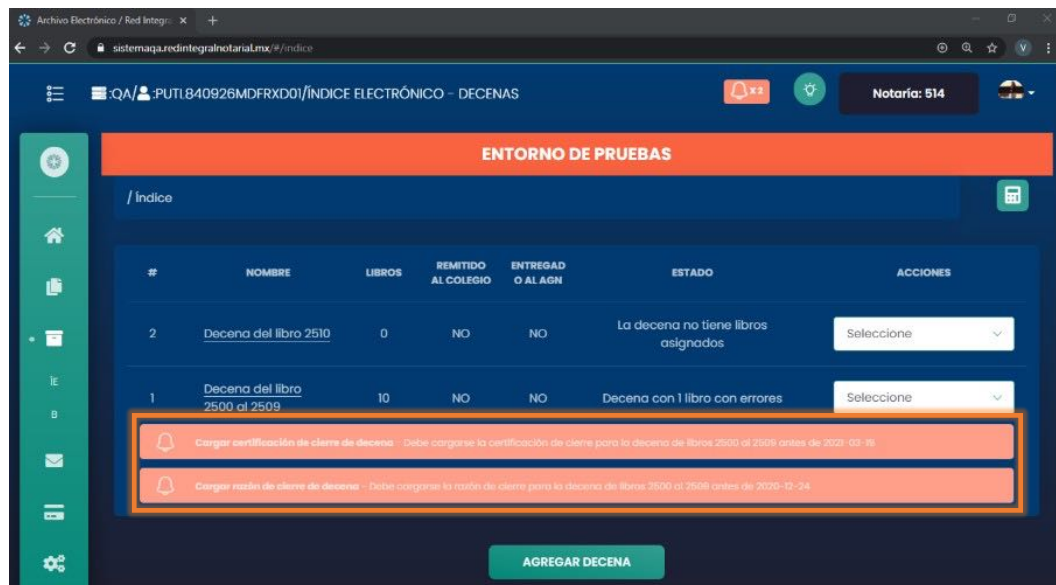 Archivo Electrónico / Red Integr
sistemaqa.redintegralnotarial.mx/#/indice
V
:QA/ :PUTL840926MDFRXD01/ÍNDICE ELECTRÓNICO - DECENAS
x2
Notaría: 514
ENTORNO DE PRUEBAS
/ Índice
# NOMBRE LIBROS REMITIDO AL COLEGIO ENTREGAD O AL AGN ESTADO ACCIONES
2 Decena del libro 2510 0 NO NO La decena no tiene libros asignados Seleccione
1 Decena del libro 2500 al 2509 10 NO NO Decena con 1 libro con errores Seleccione
ÍE
B
Cargar certificación de cierre de decena - Debe cargarse la certificación de cierre para la decena de libros 2500 al 2509 antes de 2021-03-19
Cargar razón de cierre de decena - Debe cargarse la razón de cierre para la decena de libros 2500 al 2509 antes de 2020-12-24
AGREGAR DECENA